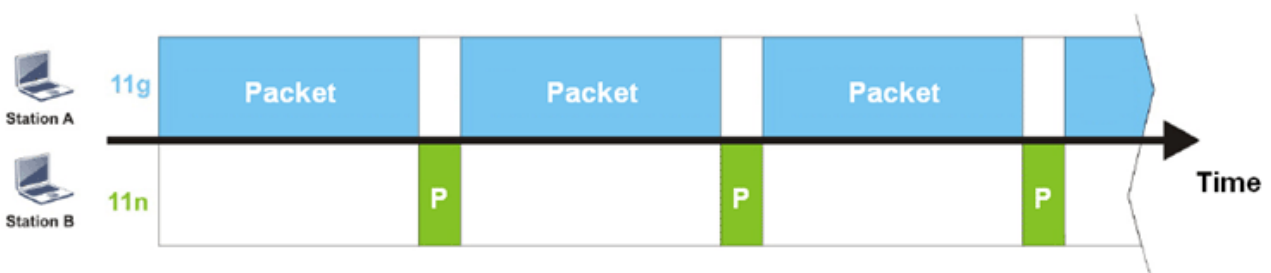 11g
Packet
Packet
Packet
Station A
11n
P
P
P
Station B
Time